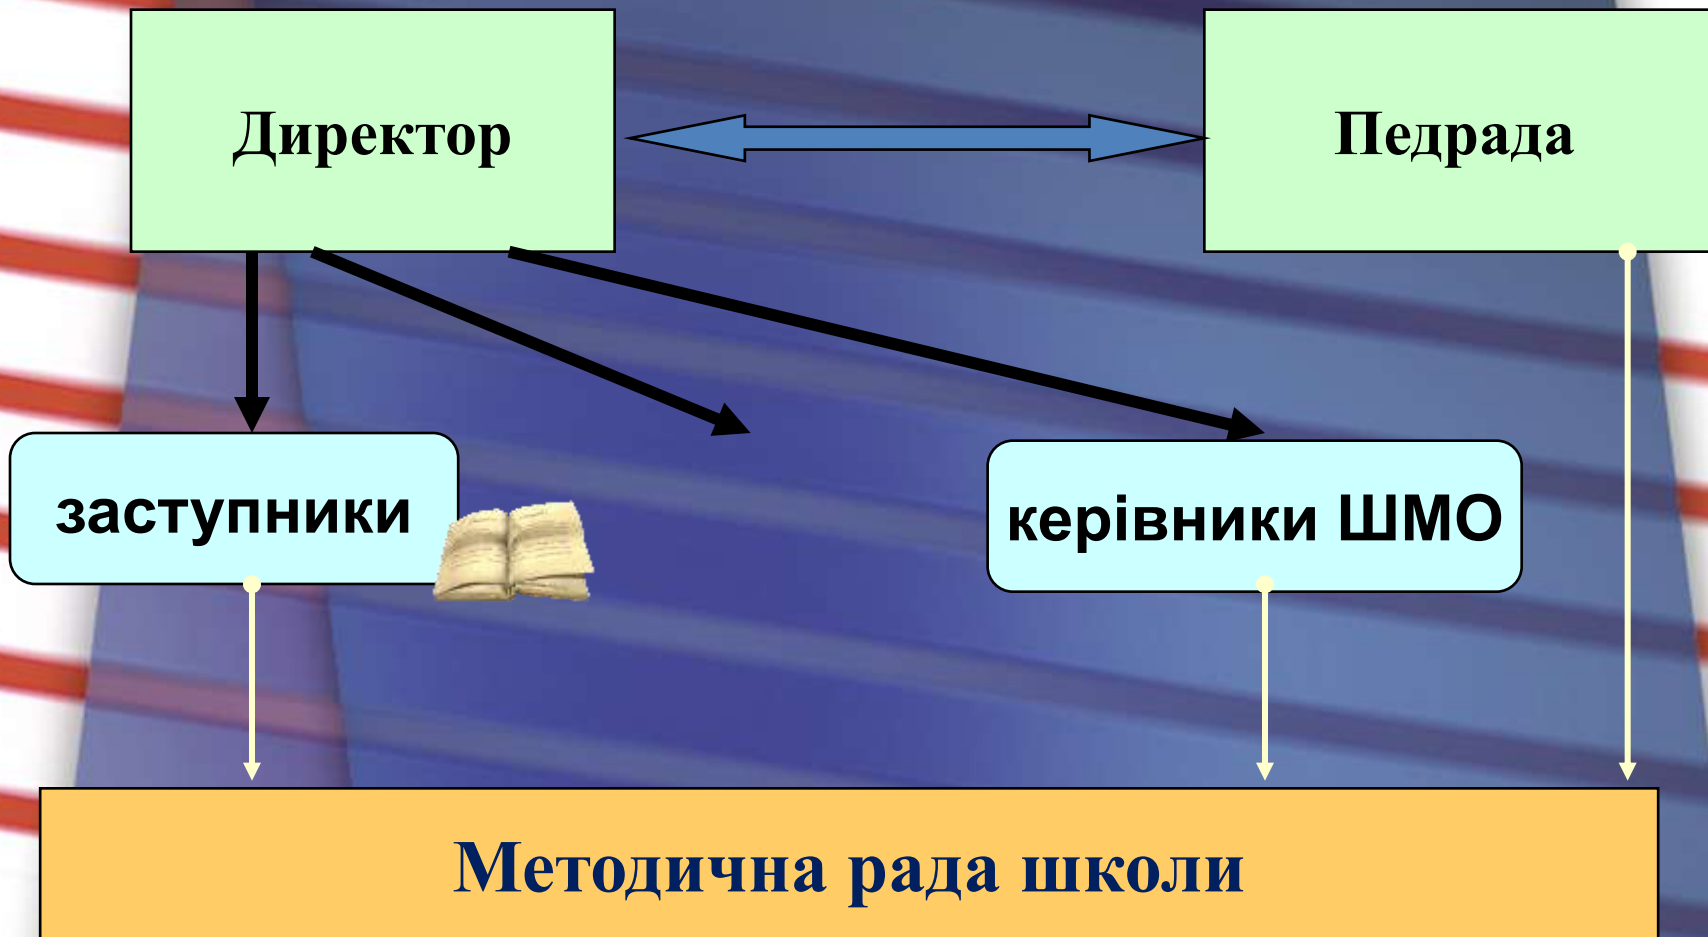 Директор
Педрада
заступники
керівники ШМО
Методична рада школи